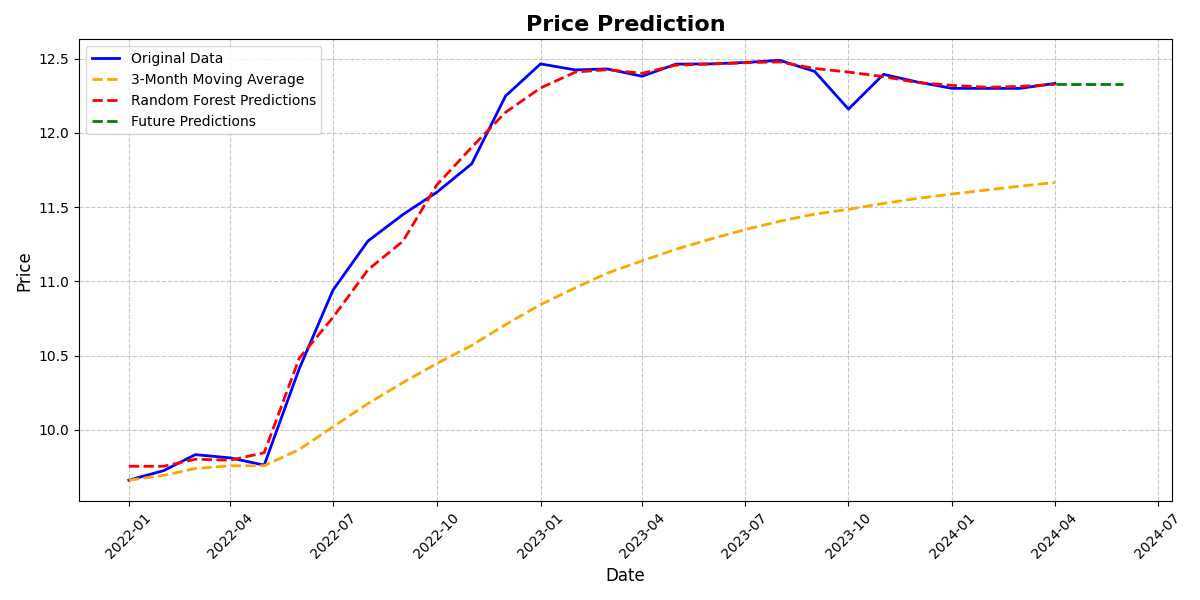 Price Prediction
Original Data
3-Month Moving Average
Random Forest Predictions
Future Predictions
12.5
12.0
11.5
11.0
10.5
10.0
Price
2022-01
2022-04
2022-07
2022-10
2023-01
2023-04
2023-07
2023-10
2024-01
2024-04
2024-07
Date